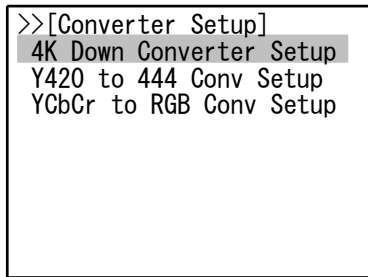 >>[Converter Setup]
4K Down Converter Setup
Y420 to 444 Conv Setup
YCbCr to RGB Conv Setup